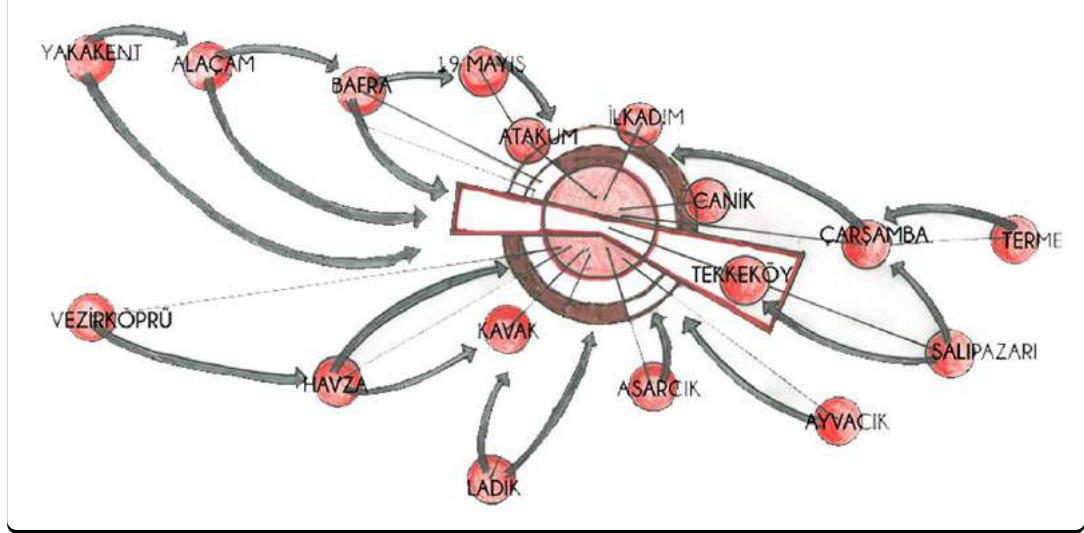 YAKAKENT
ALAÇAM
BAFRA
19 MAYIS
ATAKUM
İLKADIM
CANİK
ÇARŞAMBA
TERME
TEKKEKÖY
SALIPAZARI
VEZİRKÖPRÜ
HAVZA
KAVAK
ASARCIK
AYVACIK
LADİK